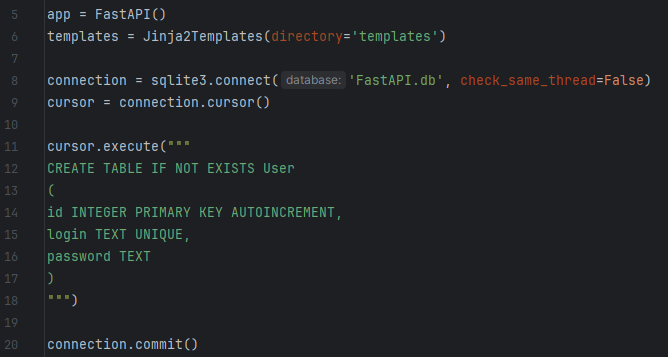 5 app = FastAPI()
6 templates = Jinja2Templates(directory='templates')
7
8 connection = sqlite3.connect( database: 'FastAPI.db', check_same_thread=False)
9 cursor = connection.cursor()
10
11 cursor.execute("""
12 CREATE TABLE IF NOT EXISTS User
13 (
14 id INTEGER PRIMARY KEY AUTOINCREMENT,
15 login TEXT UNIQUE,
16 password TEXT
17 )
18 """)
19
20 connection.commit()